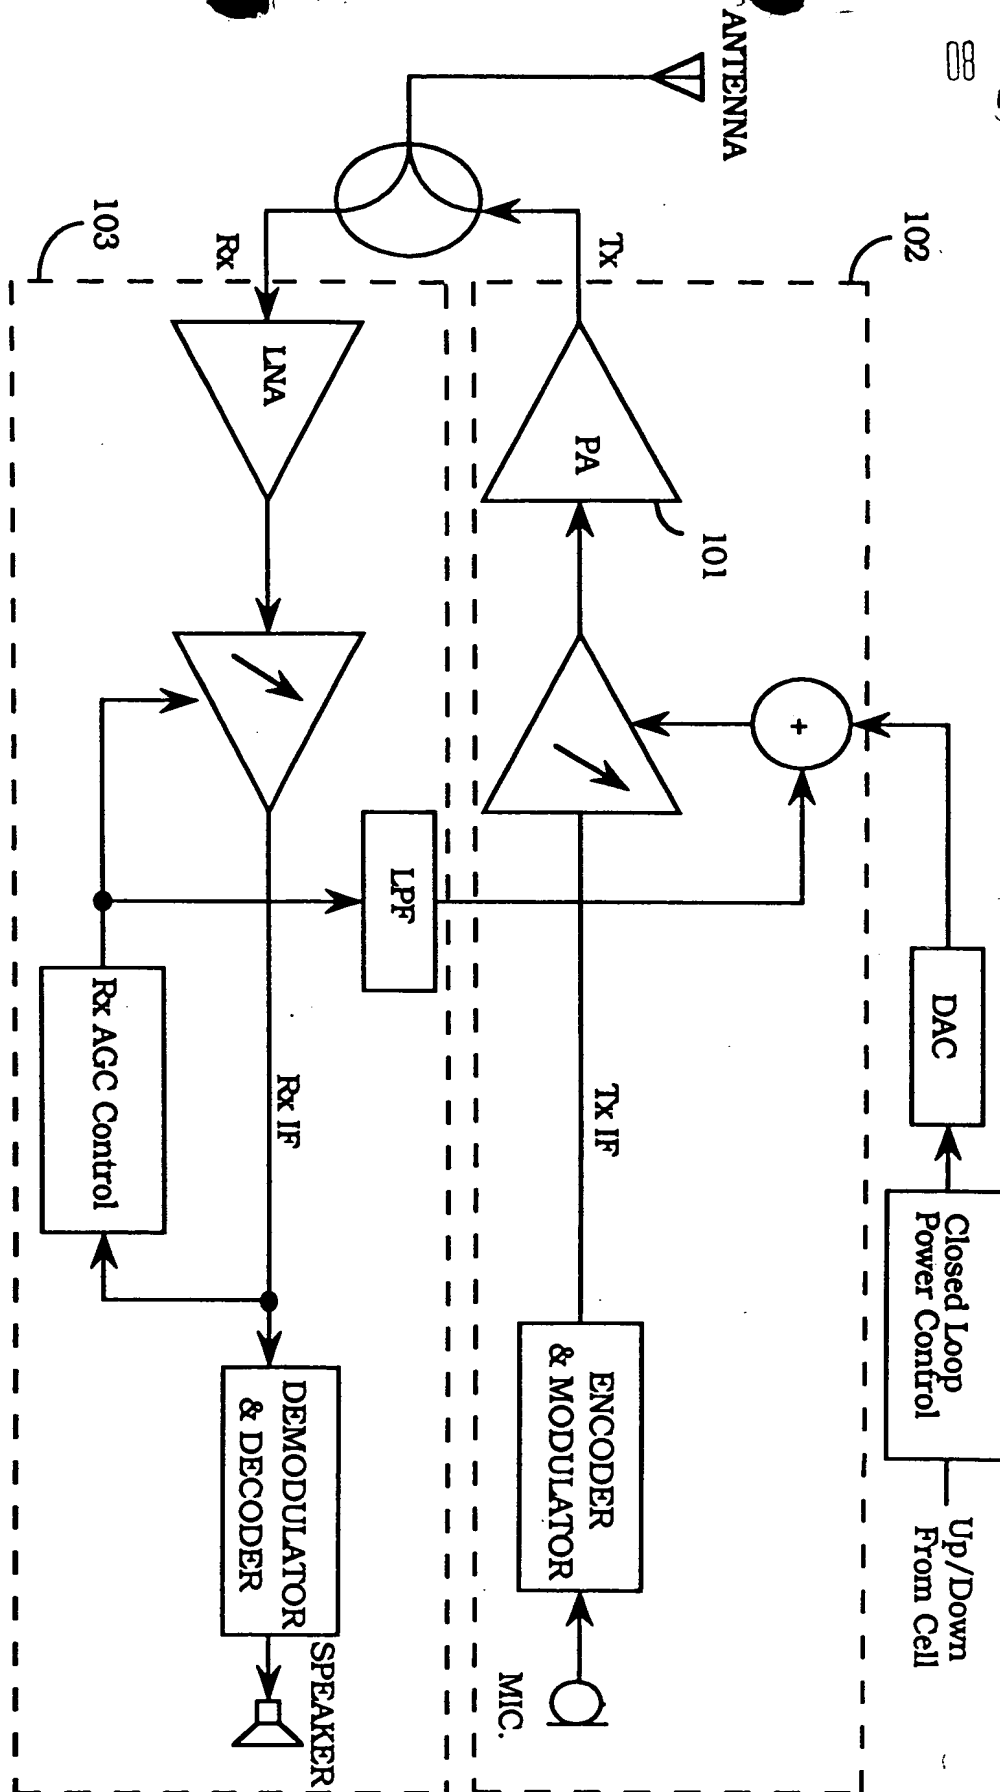 ANTENNA
102
Up/Down
From Cell
Closed Loop
Power Control
DAC
+
Tx
PA
101
Tx IF
ENCODER
& MODULATOR
MIC.
LPF
103
Rx
LNA
Rx IF
Rx AGC Control
DEMODULATOR
& DECODER
SPEAKER